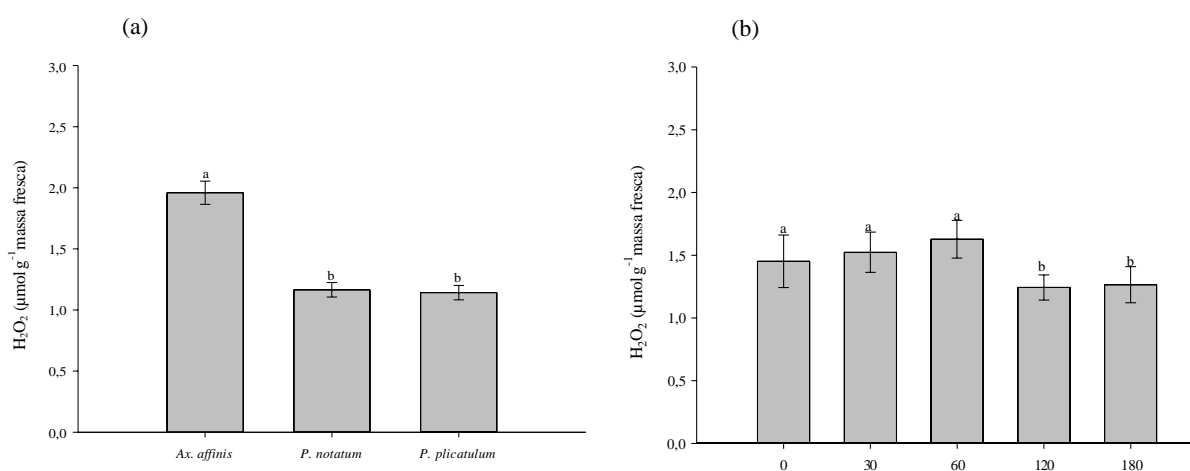 (a)
H₂O₂ (µmol g⁻¹ massa fresca)
3,0
2,5
2,0
1,5
1,0
0,5
0,0
a
b
b
Ax. affinis P. notatum P. plicatulum
(b)
H₂O₂ (µmol g⁻¹ massa fresca)
3,0
2,5
2,0
1,5
1,0
0,5
0,0
a
a
a
b
b
0 30 60 120 180